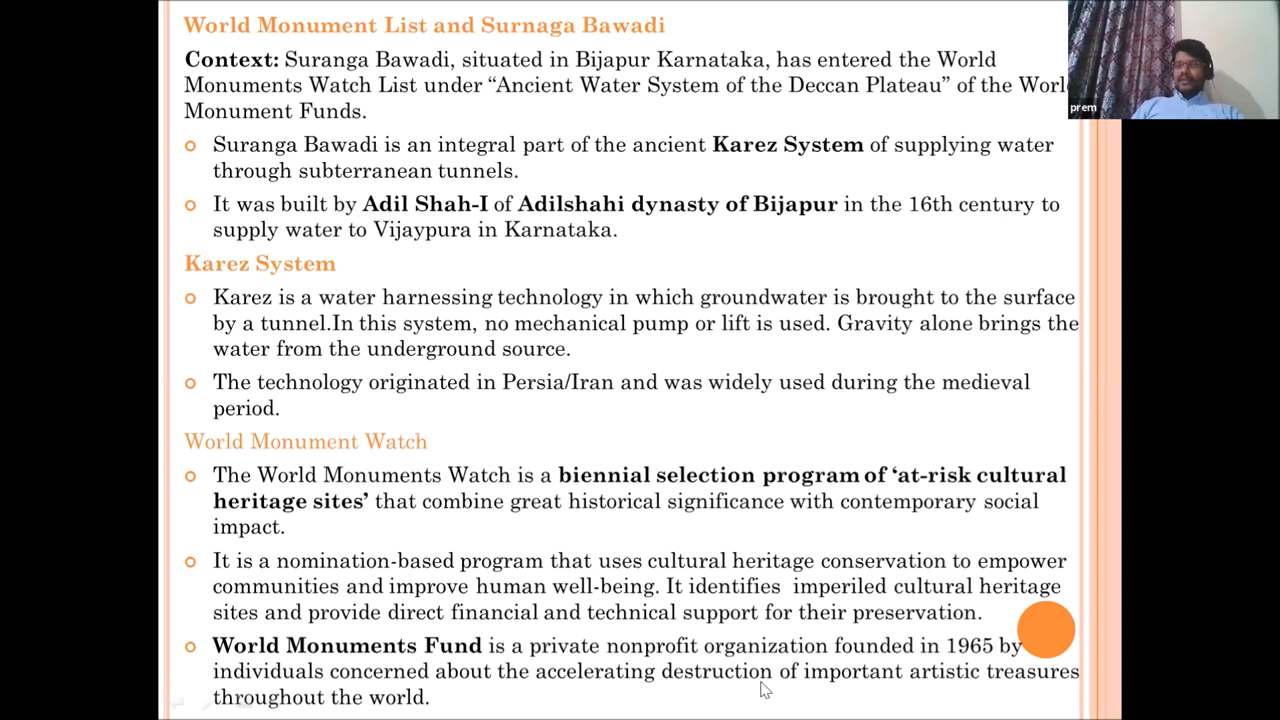 World Monument List and Surnaga Bawadi
Context: Suranga Bawadi, situated in Bijapur Karnataka, has entered the World
Monuments Watch List under “Ancient Water System of the Deccan Plateau” of the World
Monument Funds.
Suranga Bawadi is an integral part of the ancient Karez System of supplying water
through subterranean tunnels.
It was built by Adil Shah-I of Adilshahi dynasty of Bijapur in the 16th century to
supply water to Vijaypura in Karnataka.
Karez System
Karez is a water harnessing technology in which groundwater is brought to the surface
by a tunnel.In this system, no mechanical pump or lift is used. Gravity alone brings the
water from the underground source.
The technology originated in Persia/Iran and was widely used during the medieval
period.
World Monument Watch
The World Monuments Watch is a biennial selection program of ‘at-risk cultural
heritage sites’ that combine great historical significance with contemporary social
impact.
It is a nomination-based program that uses cultural heritage conservation to empower
communities and improve human well-being. It identifies imperiled cultural heritage
sites and provide direct financial and technical support for their preservation.
World Monuments Fund is a private nonprofit organization founded in 1965 by
individuals concerned about the accelerating destruction of important artistic treasures
throughout the world.
prem